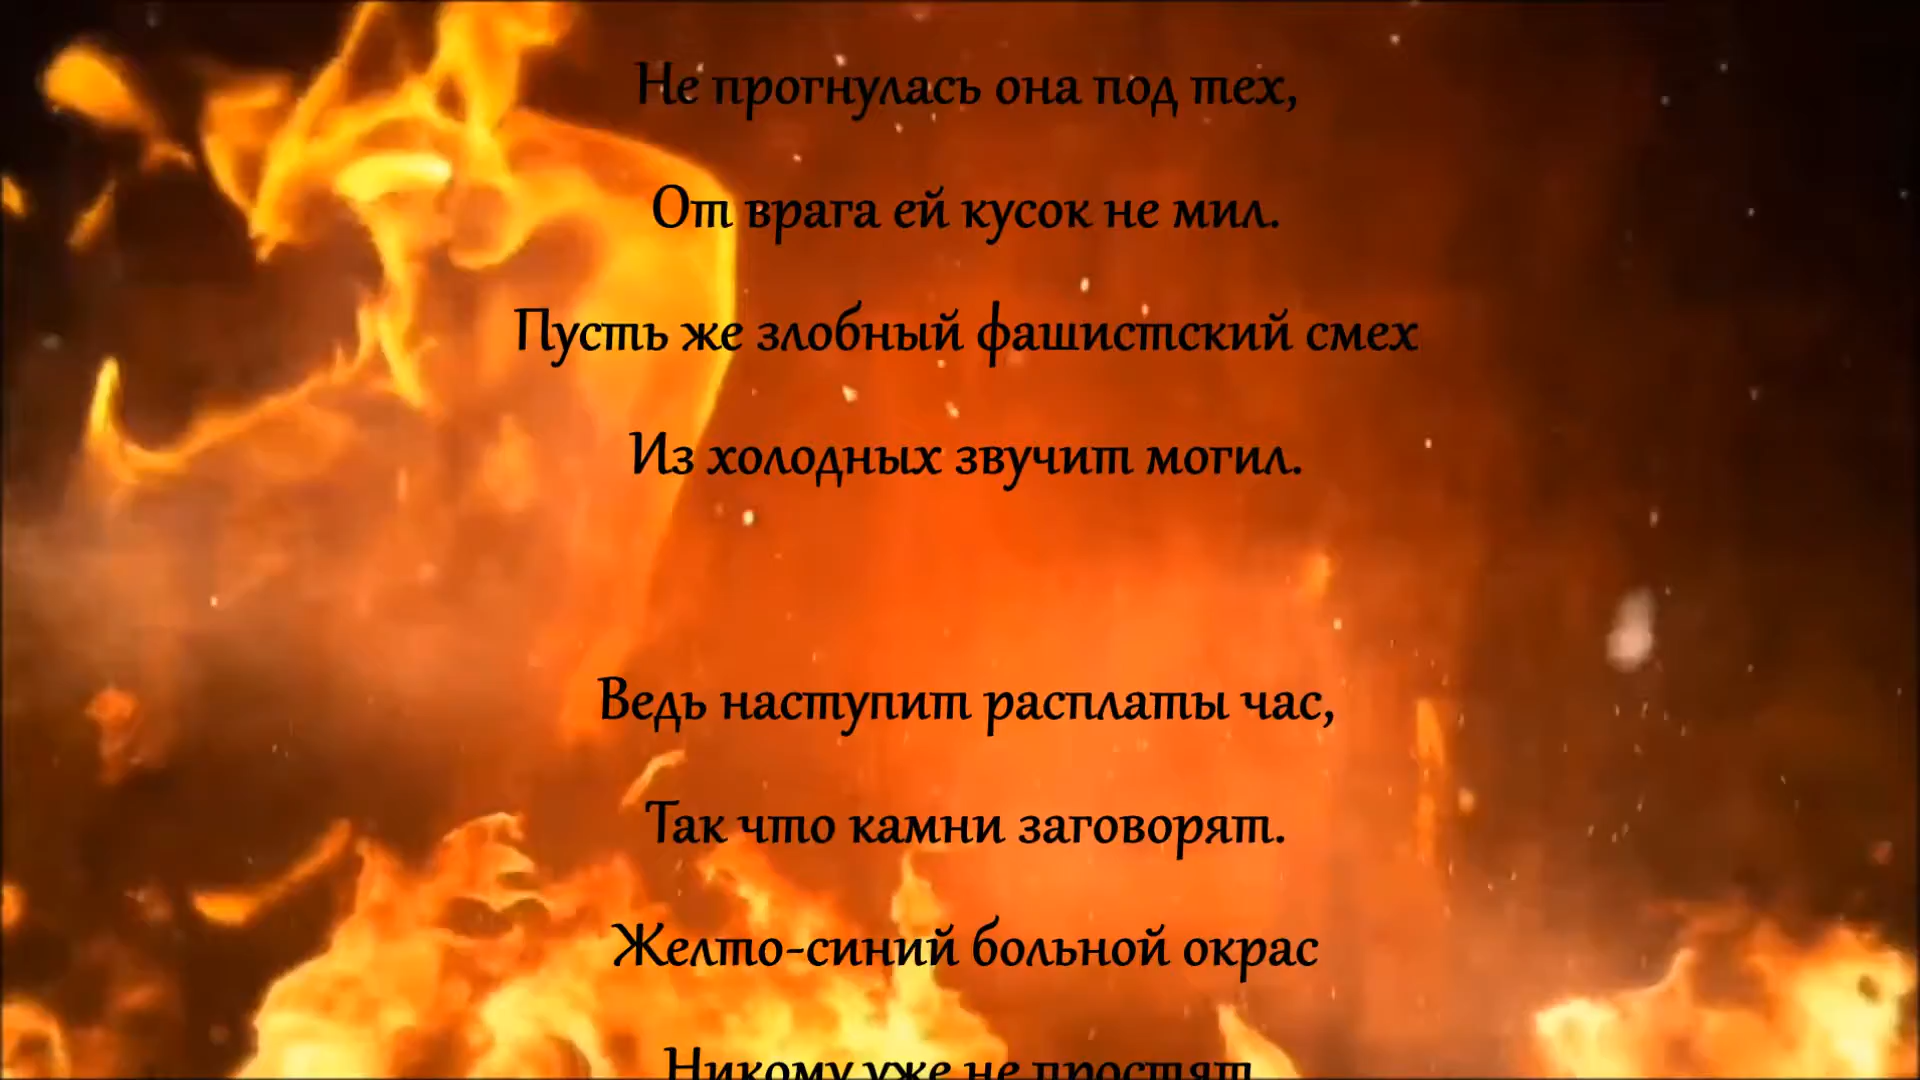 Не прогнулась она под тех,
От врага ей кусок не мил.
Пусть же злобный фашистский смех
Из холодных звучит могил.
Ведь наступит расплаты час,
Так что камни заговорят.
Желто-синий больной окрас
Никому уже не простят